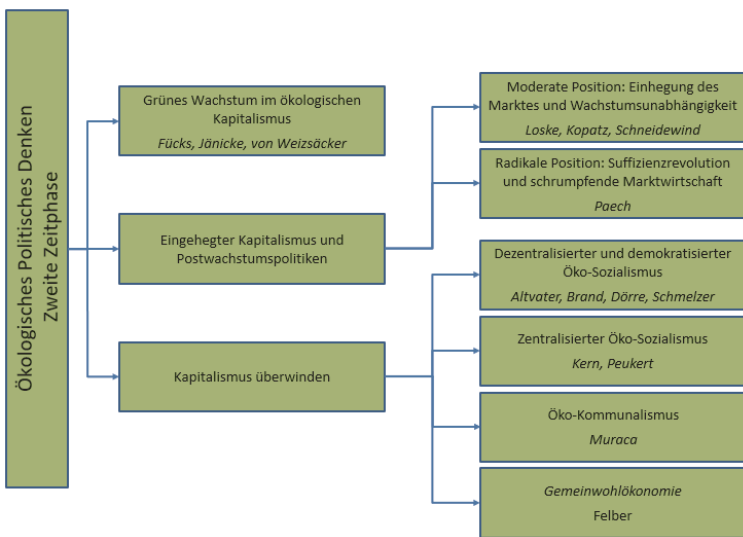 Ökologisches Politisches Denken
Zweite Zeitphase
Grünes Wachstum im ökologischen
Kapitalismus
Fücks, Jänicke, von Weizsäcker
Eingehegter Kapitalismus und
Postwachstumspolitiken
Kapitalismus überwinden
Moderate Position: Einhegung des
Marktes und Wachstumsunabhängigkeit
Loske, Kopatz, Schneidewind
Radikale Position: Suffizienzrevolution
und schrumpfende Marktwirtschaft
Paech
Dezentralisierter und demokratisierter
Öko-Sozialismus
Altvater, Brand, Dörre, Schmelzer
Zentralisierter Öko-Sozialismus
Kern, Peukert
Öko-Kommunalismus
Muraca
Gemeinwohlökonomie
Felber